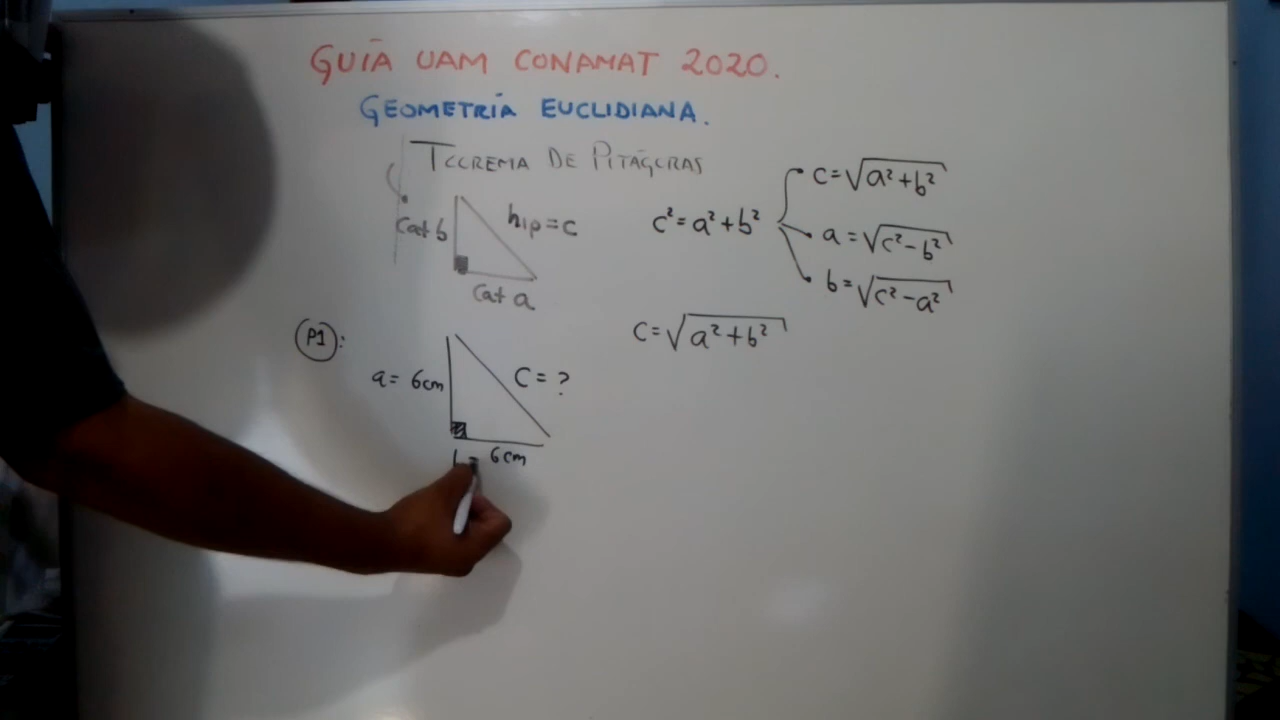 GUÍA UAM CONAMAT 2020.
GEOMETRÍA EUCLIDIANA.
TEOREMA DE PITÁGORAS
cat b
hip = c
cat a
c² = a² + b²
c = √a² + b²
a = √c² - b²
b = √c² - a²
P1:
a = 6cm
C = ?
= 6cm
C = √a² + b²